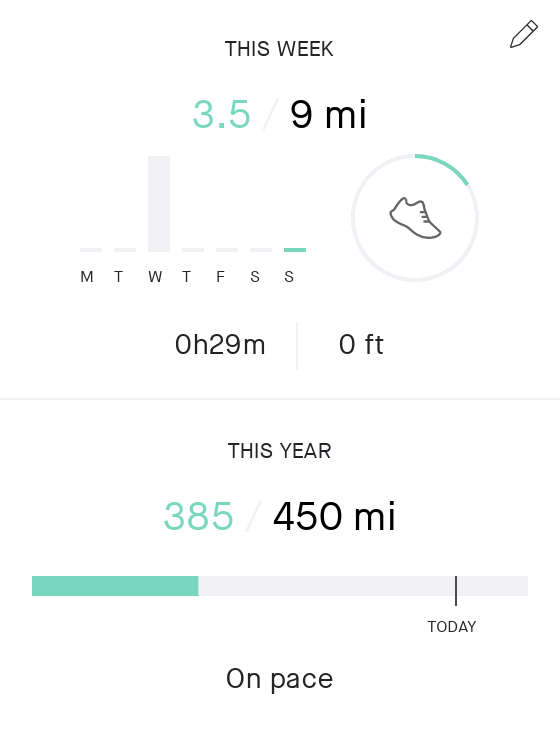 THIS WEEK
3.5 / 9 mi
M T W T F S S
0h29m 0 ft
THIS YEAR
385 / 450 mi
TODAY
On pace